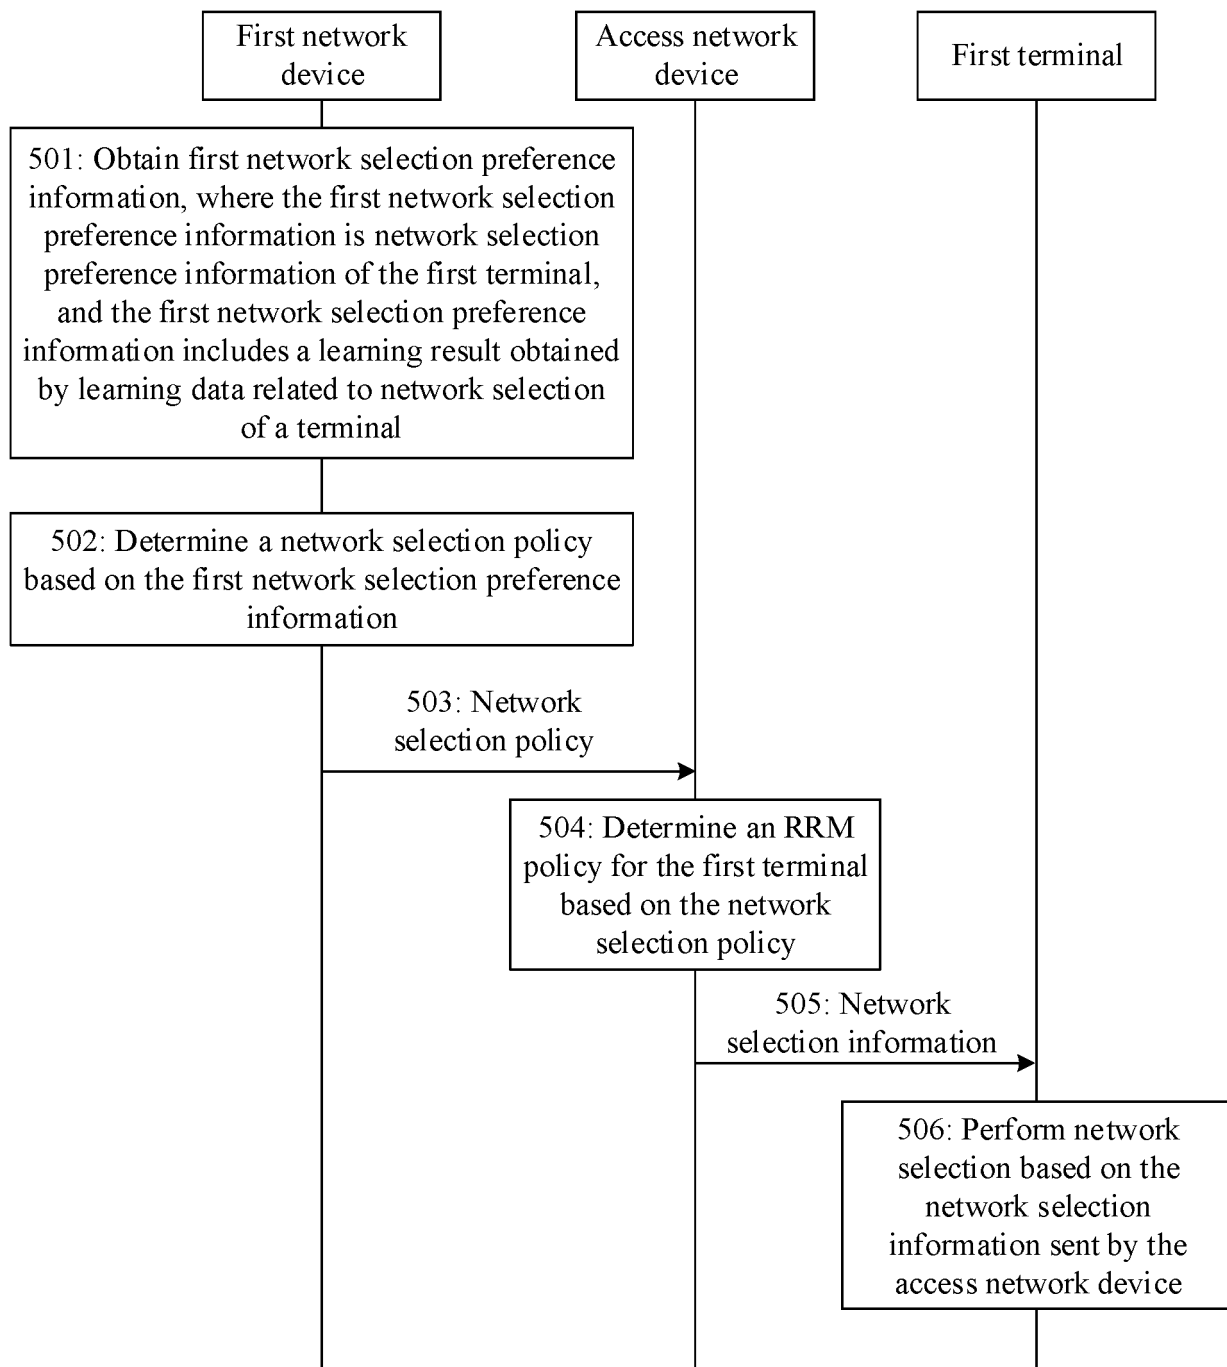 First network
device
Access network
device
First terminal
501: Obtain first network selection preference
information, where the first network selection
preference information is network selection
preference information of the first terminal,
and the first network selection preference
information includes a learning result obtained
by learning data related to network selection
of a terminal
502: Determine a network selection policy
based on the first network selection preference
information
503: Network
selection policy
504: Determine an RRM
policy for the first terminal
based on the network
selection policy
505: Network
selection information
506: Perform network
selection based on the
network selection
information sent by the
access network device